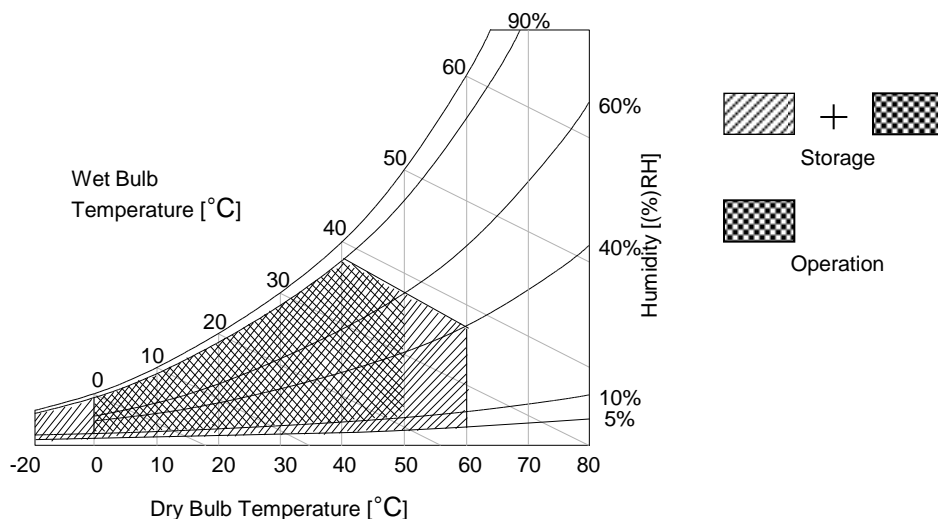 90%
60
60%
50
Wet Bulb
Temperature [°C]
40
40%
30
20
10
0
10%
5%
-20 0 10 20 30 40 50 60 70 80
Dry Bulb Temperature [°C]
Humidity [(%)RH]
+
Storage
Operation